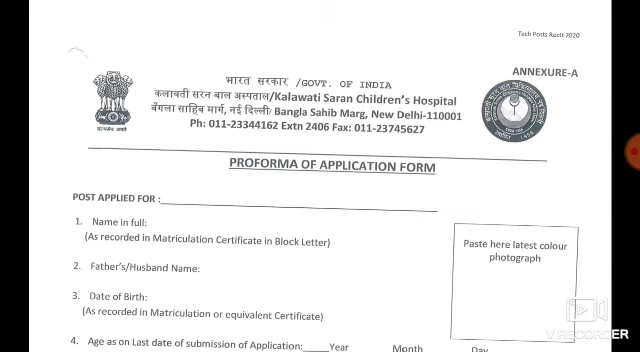 Tech Posts Rectt 2020
ANNEXURE-A
भारत सरकार /GOVT. OF INDIA
कलावती सरन बाल अस्पताल/Kalawati Saran Children's Hospital
बँगला साहिब मार्ग, नई दिल्ली/ Bangla Sahib Marg, New Delhi-110001
Ph: 011-23344162 Extn 2406 Fax: 011-23745627
सत्यमेव जयते
PROFORMA OF APPLICATION FORM
POST APPLIED FOR :
1. Name in full:
(As recorded in Matriculation Certificate in Block Letter)
Paste here latest colour
photograph
2. Father's/Husband Name:
3. Date of Birth:
(As recorded in Matriculation or equivalent Certificate)
4. Age as on Last date of submission of Application:_____Year Month Day
V RECORDER